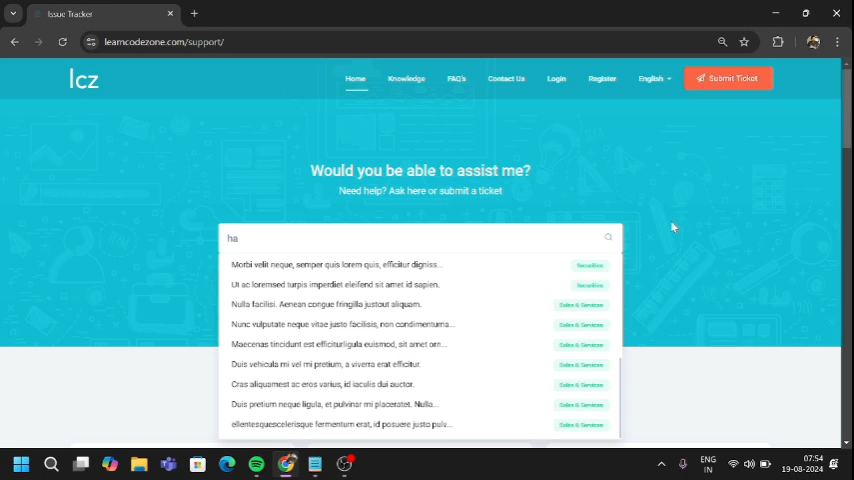 Issue Tracker
learncodezone.com/support/
lcz
Home
Knowledge
FAQ's
Contact Us
Login
Register
English
Submit Ticket
Would you be able to assist me?
Need help? Ask here or submit a ticket
ha
Morbi velit neque, semper quis lorem quis, efficitur digniss...
Securities
Ut ac loremsed turpis imperdiet eleifend sit amet id sapien.
Securities
Nulla facilisi. Aenean congue fringilla justout aliquam.
Sales & Services
Nunc vulputate neque vitae justo facilisis, non condimentuma...
Sales & Services
Maecenas tincidunt est efficiturligula euismod, sit amet orn...
Sales & Services
Duis vehicula mi vel mi pretium, a viverra erat efficitur.
Sales & Services
Cras aliquamest ac eros varius, id iaculis dui auctor.
Sales & Services
Duis pretium neque ligula, et pulvinar mi placeratet. Nulla...
Sales & Services
ellentesquescelerisque fermentum erat, id posuere justo pulv...
Sales & Services
ENG
IN
07:54
19-08-2024